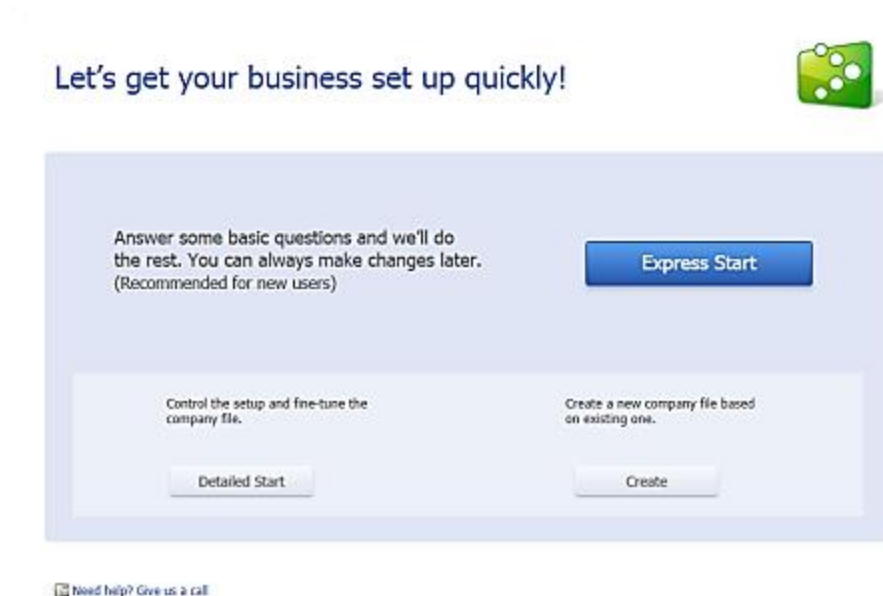 Let's get your business set up quickly!
Answer some basic questions and we'll do
the rest. You can always make changes later.
(Recommended for new users)
Express Start
Control the setup and fine-tune the
company file.
Detailed Start
Create a new company file based
on existing one.
Create
Need help? Give us a call